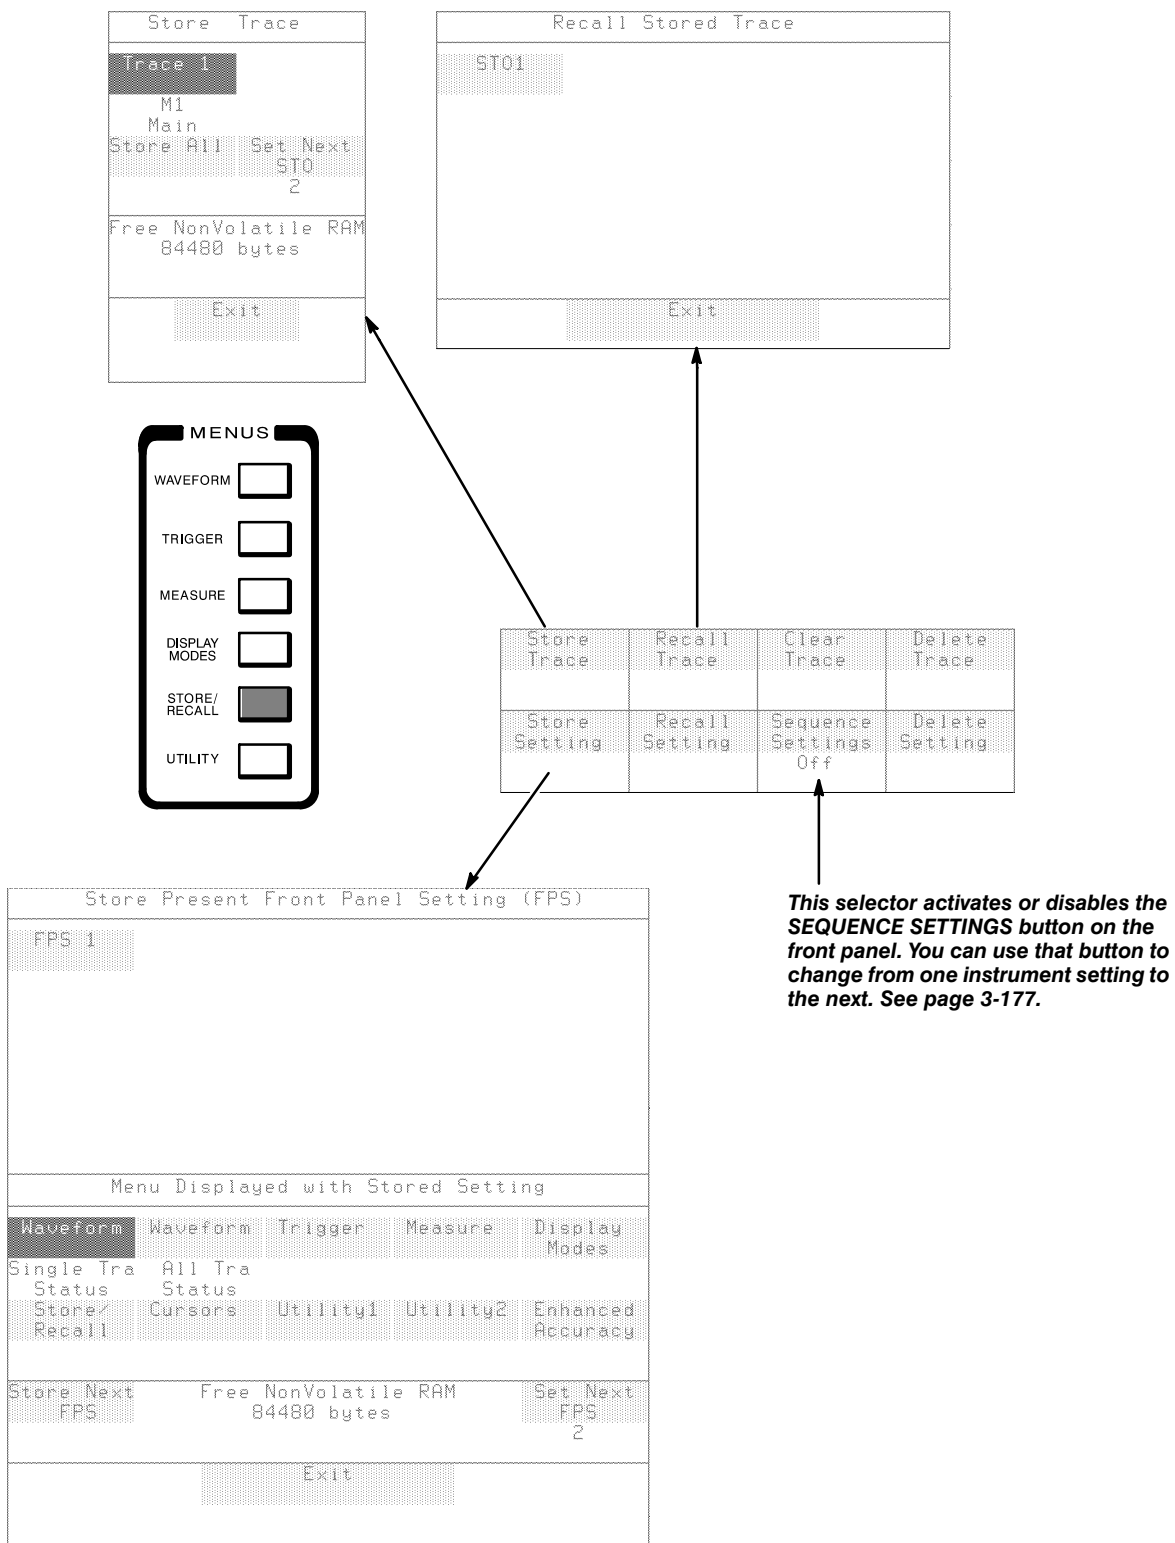 Store Trace
Trace 1
M1
Main
Store All
Set Next
STO
2
Free NonVolatile RAM
84480 bytes
Exit
Recall Stored Trace
STO1
Exit
MENUS
WAVEFORM
TRIGGER
MEASURE
DISPLAY
MODES
STORE/
RECALL
UTILITY
Store
Trace
Recall
Trace
Clear
Trace
Delete
Trace
Store
Setting
Recall
Setting
Sequence
Settings
Off
Delete
Setting
This selector activates or disables the
SEQUENCE SETTINGS button on the
front panel. You can use that button to
change from one instrument setting to
the next. See page 3-177.
Store Present Front Panel Setting (FPS)
FPS 1
Menu Displayed with Stored Setting
Waveform
Single Tra
Status
Waveform
All Tra
Status
Trigger
Measure
Display
Modes
Store/
Recall
Cursors
Utility1
Utility2
Enhanced
Accuracy
Store Next
FPS
Free NonVolatile RAM
84480 bytes
Set Next
FPS
2
Exit